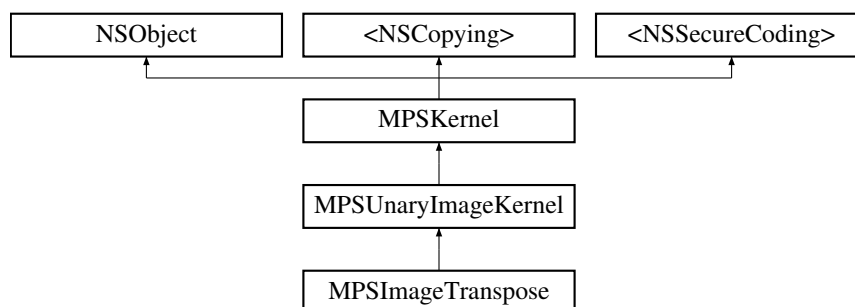 NSObject
<NSCopying>
<NSSecureCoding>
MPSKernel
MPSUnaryImageKernel
MPSImageTranspose